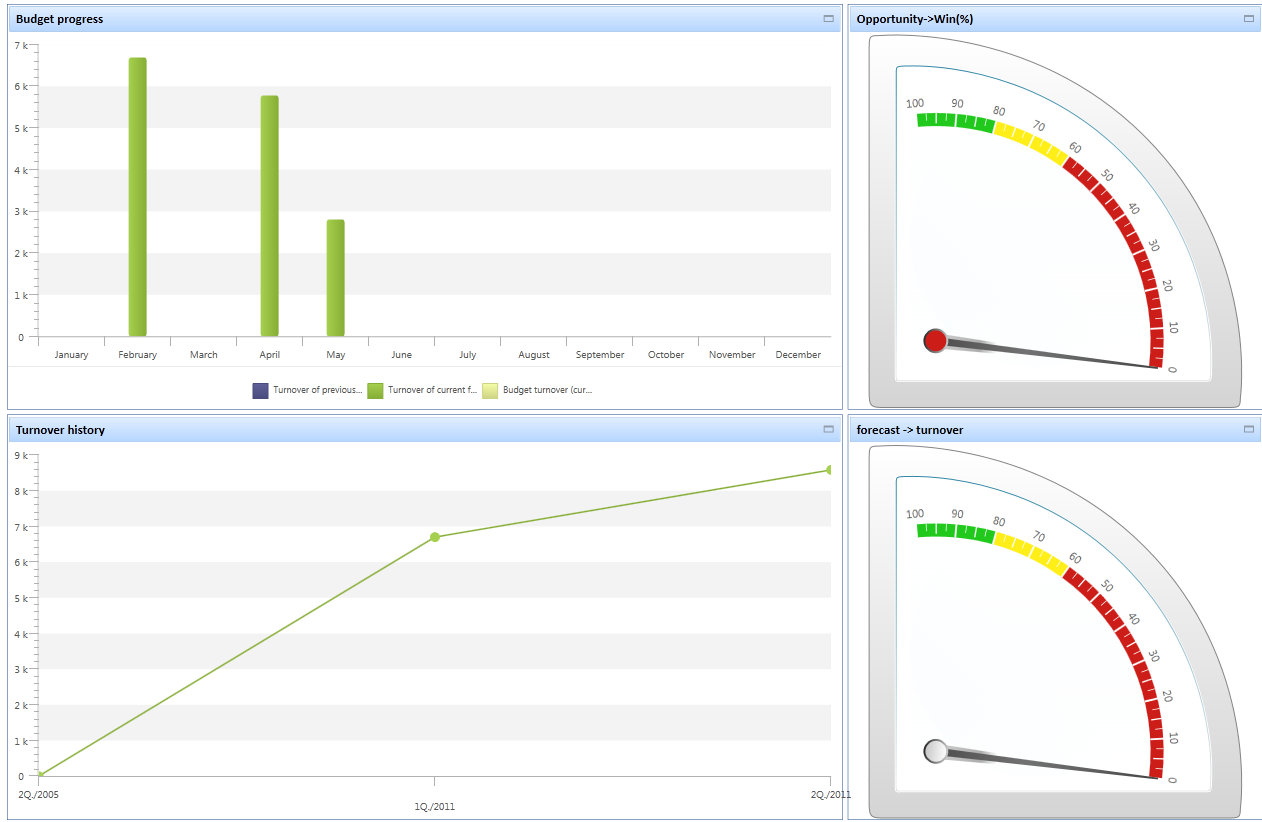 Budget progress
7 k
6 k
5 k
4 k
3 k
2 k
1 k
0
January February March April May June July August September October November December
Turnover of previous... Turnover of current f... Budget turnover (cur...
Opportunity->Win(%)
100 90 80 70 60 50 40 30 20 10 0
Turnover history
9 k
8 k
7 k
6 k
5 k
4 k
3 k
2 k
1 k
0
2Q./2005 1Q./2011 2Q./2011
forecast -> turnover
100 90 80 70 60 50 40 30 20 10 0